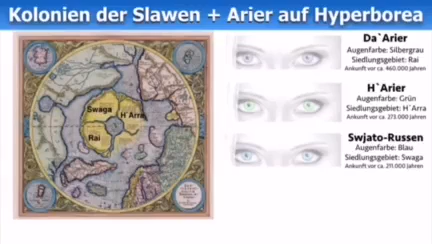 Kolonien der Slawen + Arier auf Hyperborea
Swaga
H`Arra
Rai
Da`Arier
Augenfarbe: Silbergrau
Siedlungsgebiet: Rai
Ankunft vor ca. 460.000 Jahren
H`Arier
Augenfarbe: Grün
Siedlungsgebiet: H`Arra
Ankunft vor ca. 273.000 Jahren
Swjato-Russen
Augenfarbe: Blau
Siedlungsgebiet: Swaga
Ankunft vor ca. 211.000 Jahren